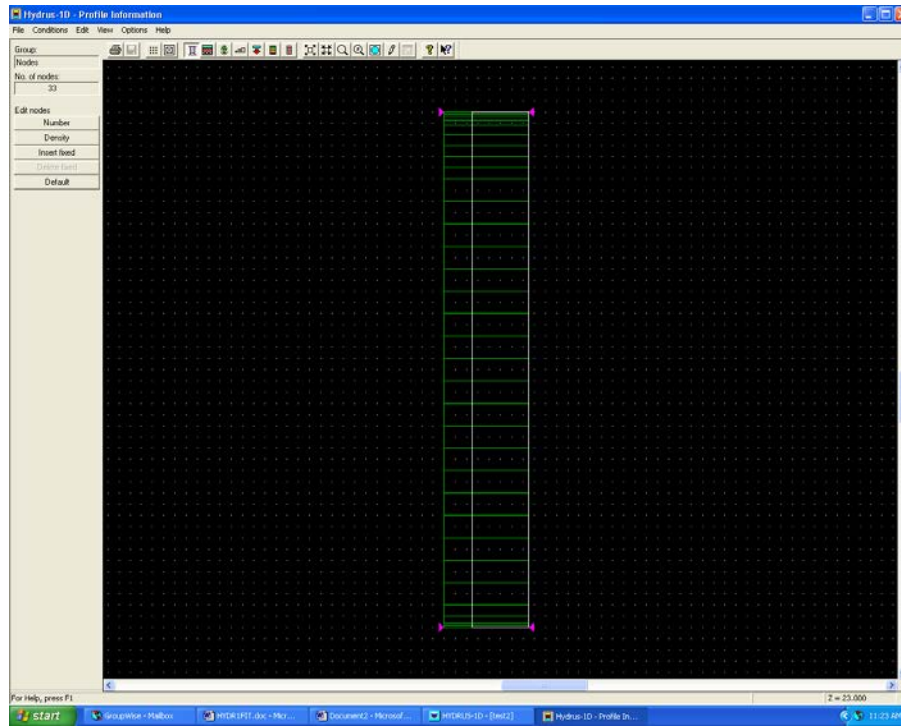 Hydrus-1D - Profile Information
File Conditions Edit View Options Help
Group:
Nodes
No. of nodes:
33
Edit nodes
Number
Density
Insert fixed
Delete fixed
Default
For Help, press F1
Z = 23.000
start
GroupWise - Mailbox
HYDR1FIT.doc - Micr...
Document2 - Microsof...
HYDRUS-1D - [test2]
Hydrus-1D - Profile In...
11:23 AM